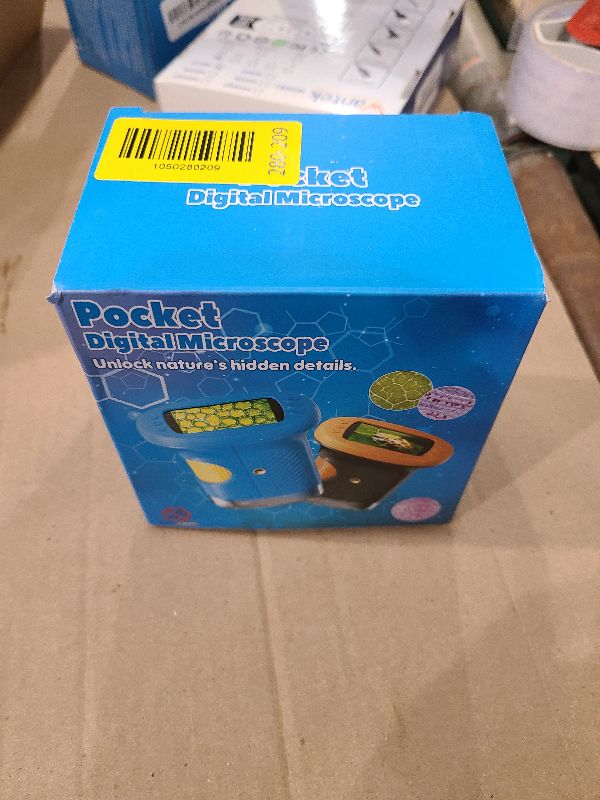 1050280209
280-209
Digital Microscope
Pocket
Digital Microscope
Unlock nature's hidden details.